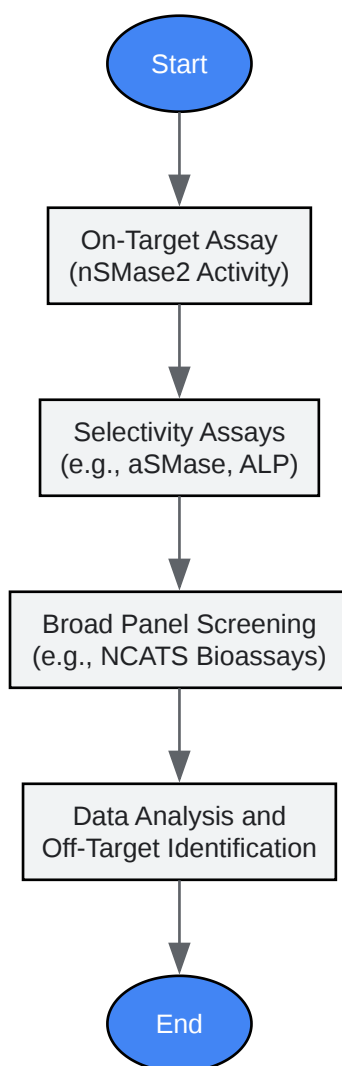 Start
On-Target Assay
(nSMase2 Activity)
Selectivity Assays
(e.g., aSMase, ALP)
Broad Panel Screening
(e.g., NCATS Bioassays)
Data Analysis and
Off-Target Identification
End